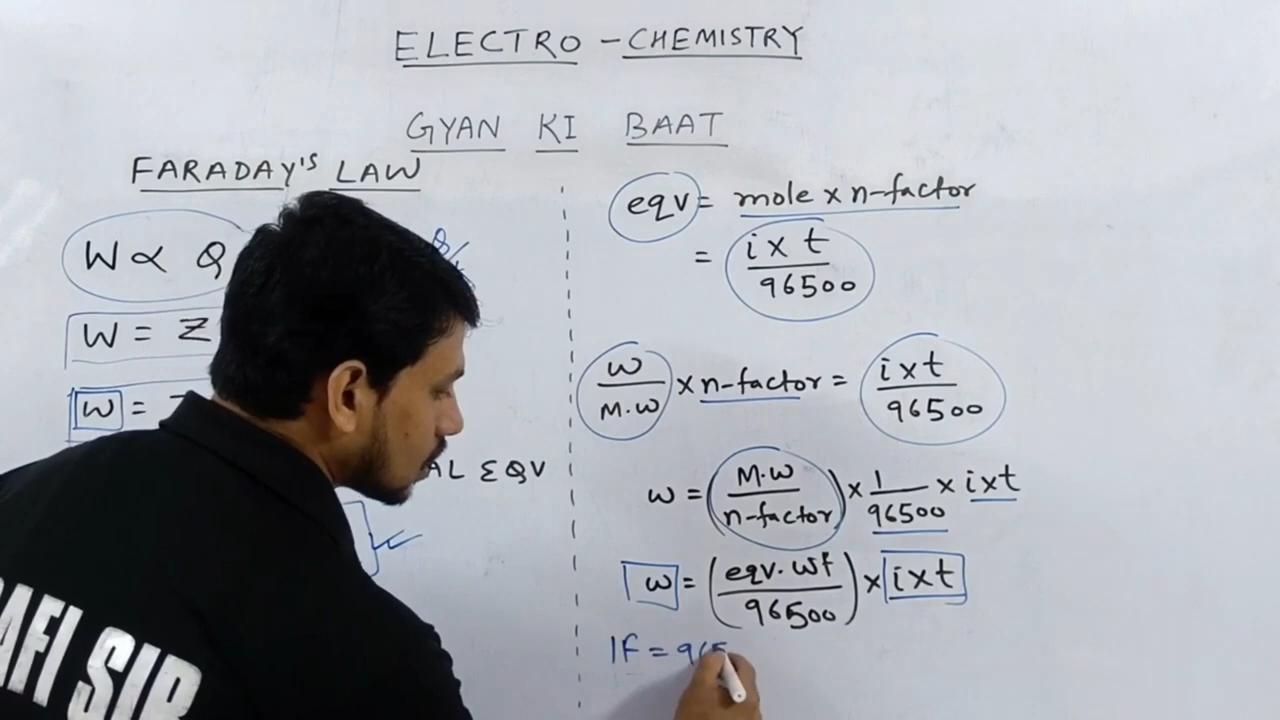 ELECTRO - CHEMISTRY
GYAN KI BAAT
FARADAY'S LAW
W ∝ Q
W = Z
w =
AL EQV
eqv = mole x n-factor
= i x t / 96500
w / M.w x n-factor = i x t / 96500
w = (M.w / n-factor) x 1 / 96500 x i x t
w = (eqv. wt / 96500) x i x t
1F = 965
AFI SIR